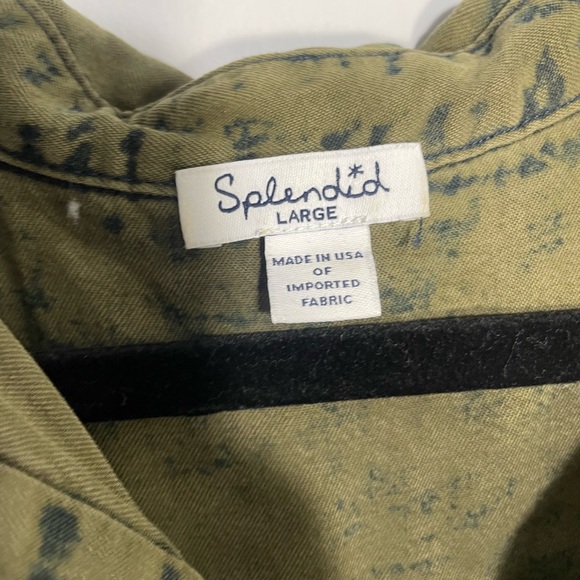 Splendid
LARGE
MADE IN USA
OF
IMPORTED
FABRIC